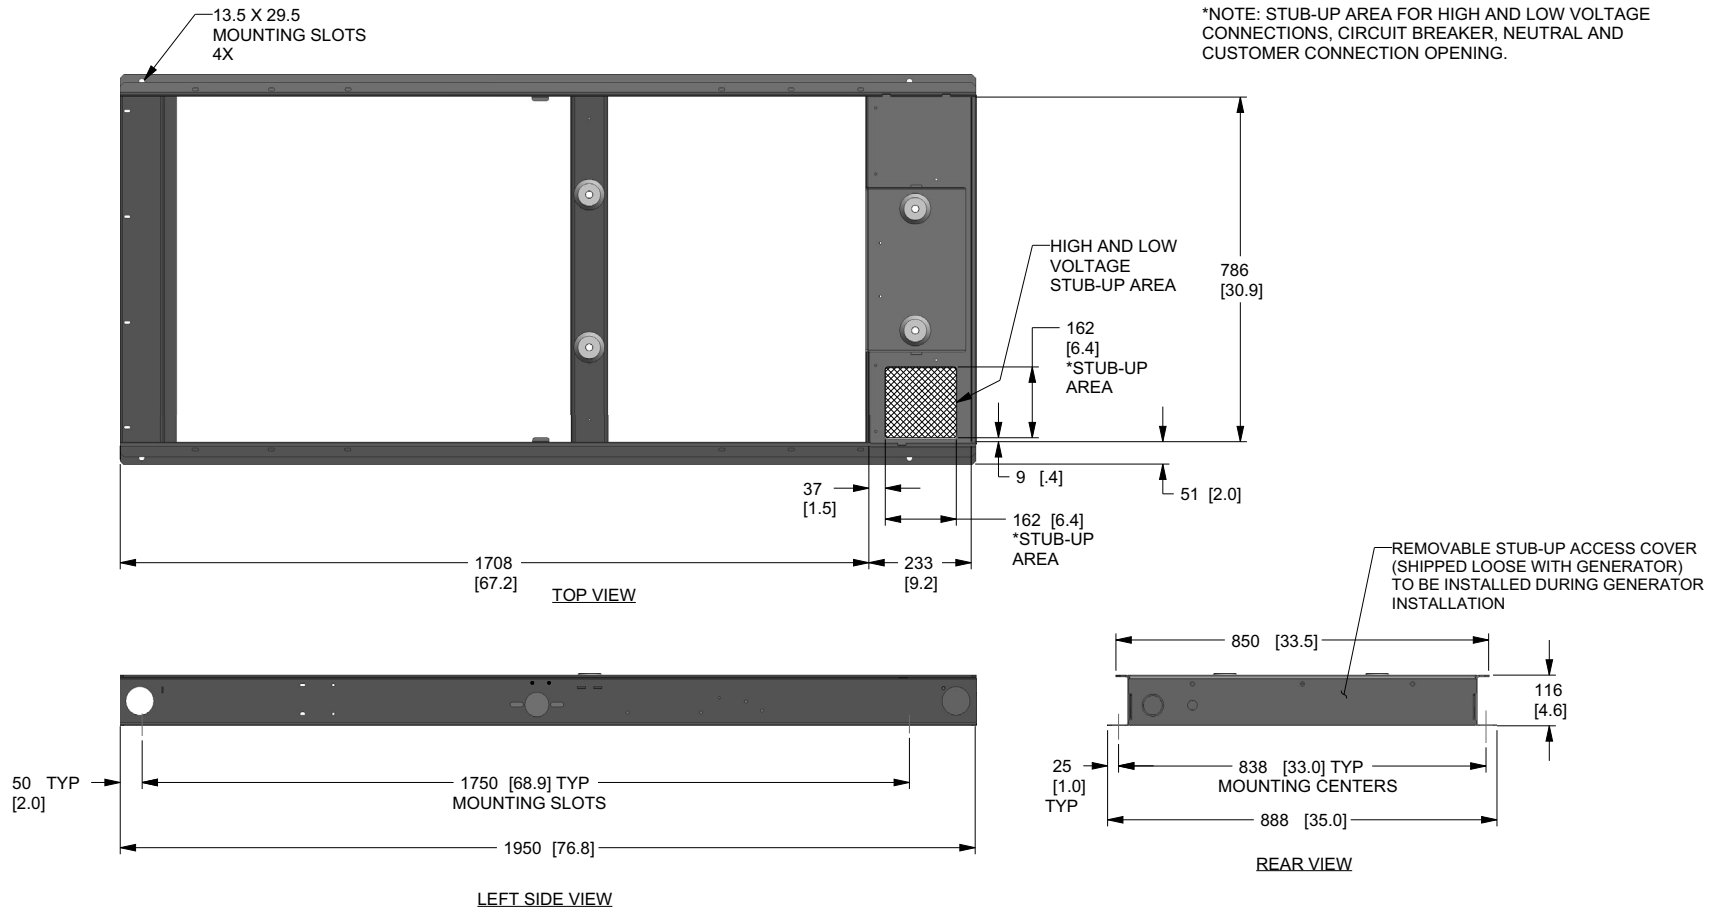 13.5 X 29.5
MOUNTING SLOTS
4X
*NOTE: STUB-UP AREA FOR HIGH AND LOW VOLTAGE
CONNECTIONS, CIRCUIT BREAKER, NEUTRAL AND
CUSTOMER CONNECTION OPENING.
HIGH AND LOW
VOLTAGE
STUB-UP AREA
786
[30.9]
162
[6.4]
*STUB-UP
AREA
9 [.4]
51 [2.0]
37
[1.5]
162 [6.4]
*STUB-UP
AREA
1708
[67.2]
233
[9.2]
TOP VIEW
REMOVABLE STUB-UP ACCESS COVER
(SHIPPED LOOSE WITH GENERATOR)
TO BE INSTALLED DURING GENERATOR
INSTALLATION
850 [33.5]
116
[4.6]
50 TYP
[2.0]
1750 [68.9] TYP
MOUNTING SLOTS
1950 [76.8]
LEFT SIDE VIEW
25
[1.0]
TYP
838 [33.0] TYP
MOUNTING CENTERS
888 [35.0]
REAR VIEW